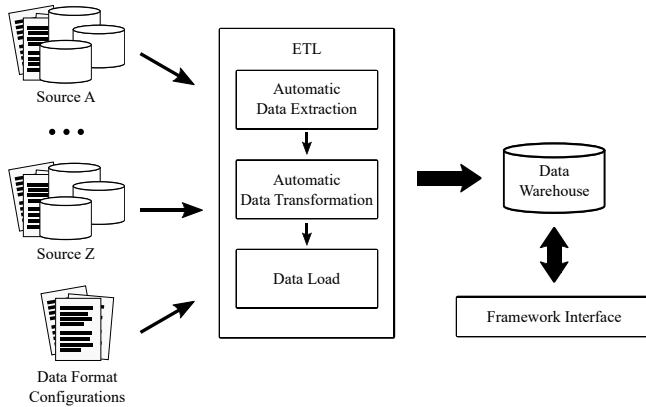 Source A
...
Source Z
Data Format
Configurations
ETL
Automatic
Data Extraction
Automatic
Data Transformation
Data Load
Data
Warehouse
Framework Interface